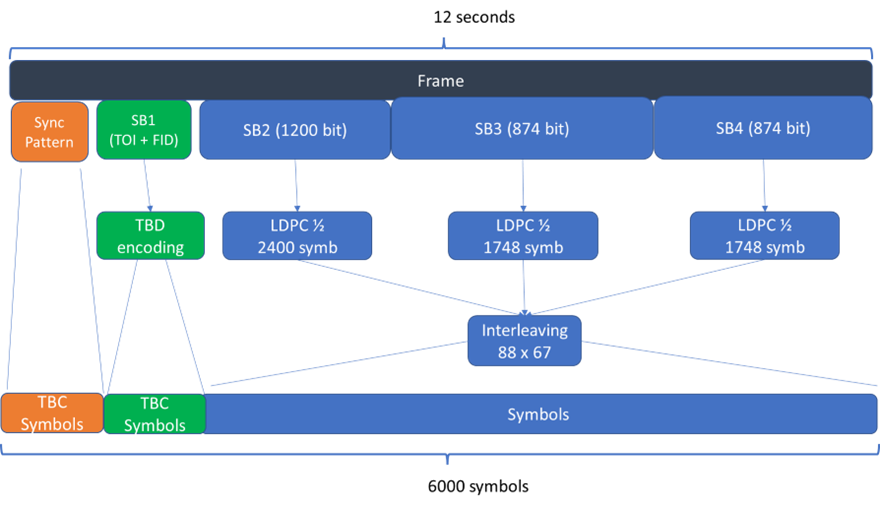 12 seconds
Frame
Sync
Pattern
SB1
(TOI + FID)
SB2 (1200 bit)
SB3 (874 bit)
SB4 (874 bit)
TBD
encoding
LDPC ½
2400 symb
LDPC ½
1748 symb
LDPC ½
1748 symb
Interleaving
88 x 67
TBC
Symbols
TBC
Symbols
Symbols
6000 symbols